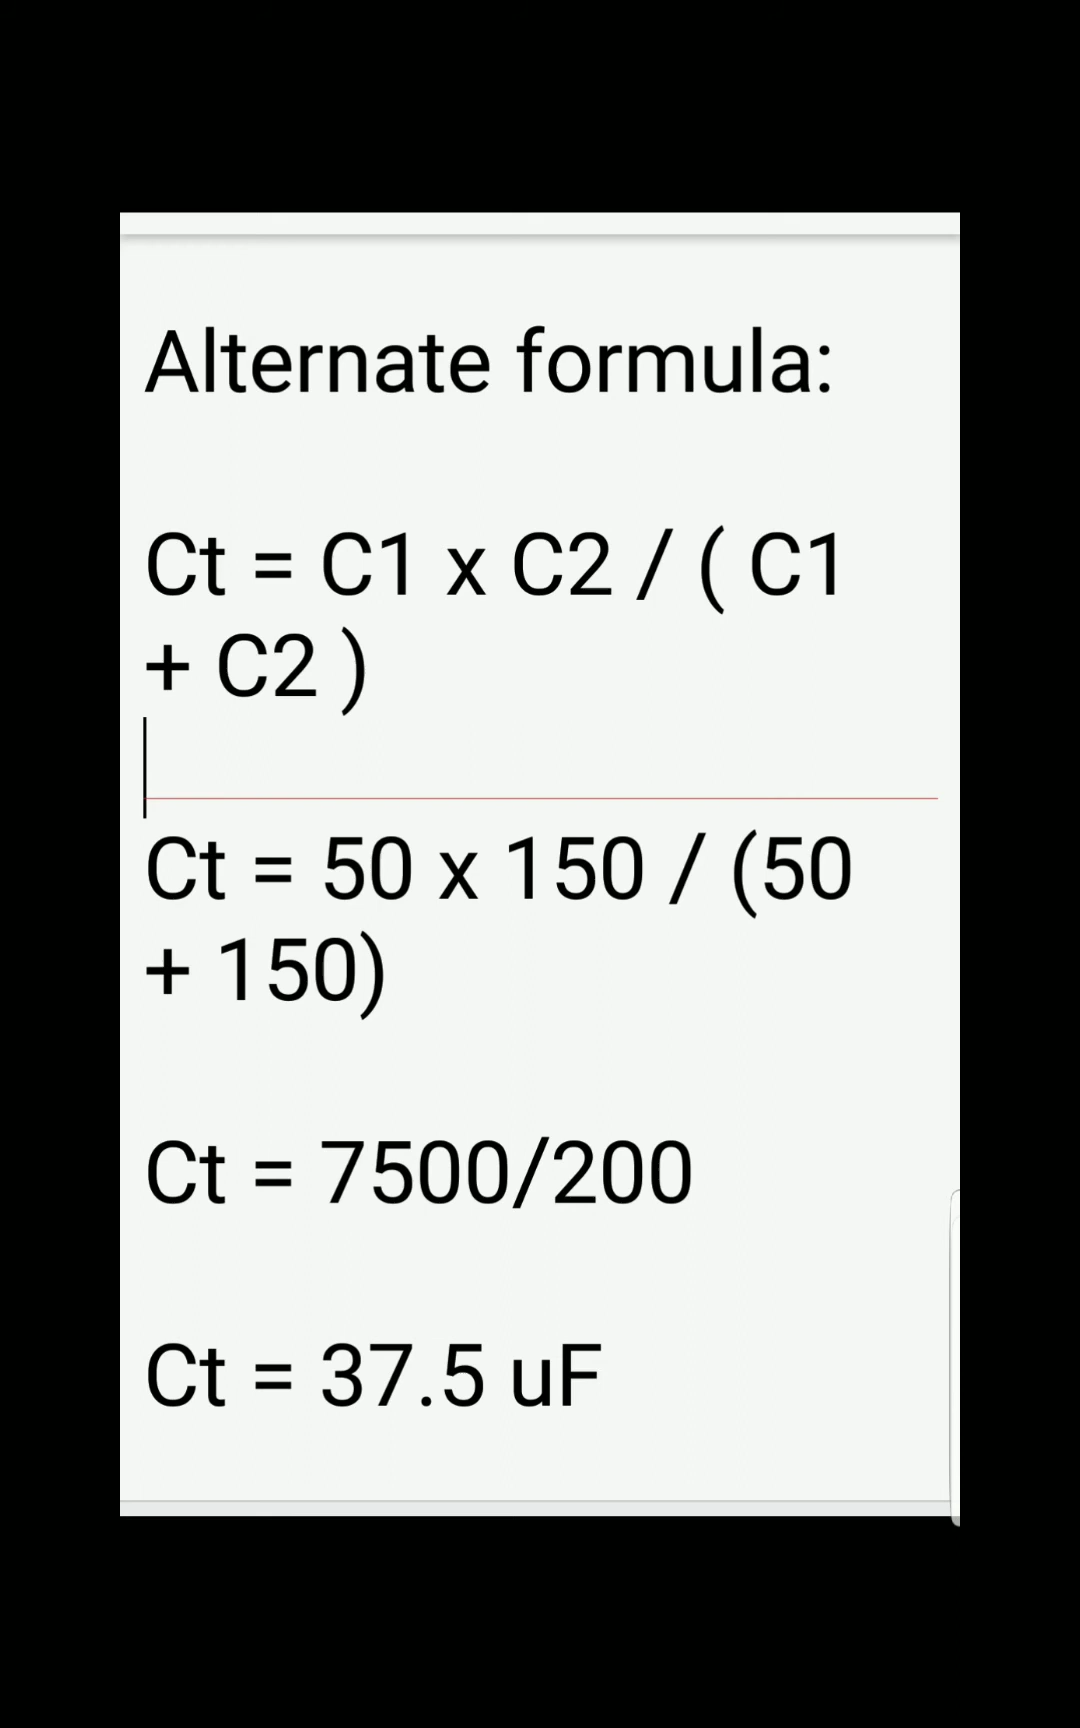 Alternate formula:
Ct = C1 x C2 / ( C1
+ C2 )
Ct = 50 x 150 / (50
+ 150)
Ct = 7500/200
Ct = 37.5 uF